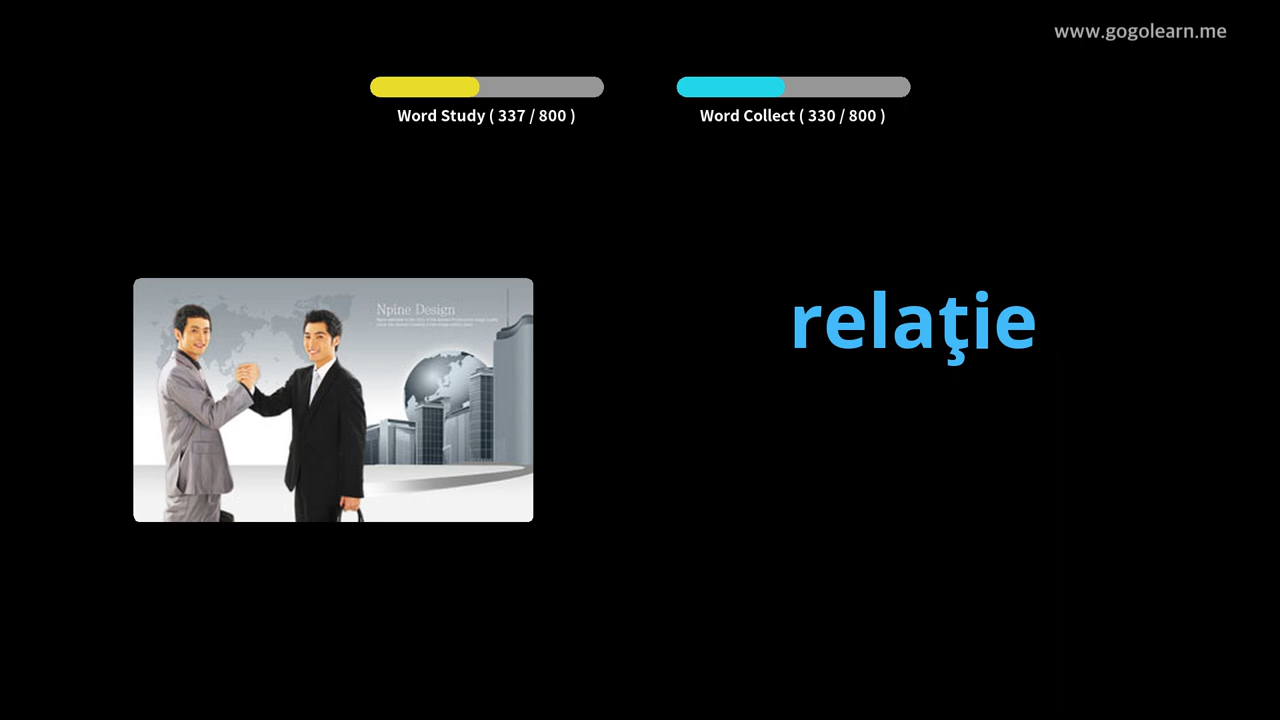 www.gogolearn.me
Word Study ( 337 / 800 )
Word Collect ( 330 / 800 )
Npine Design
relaţie